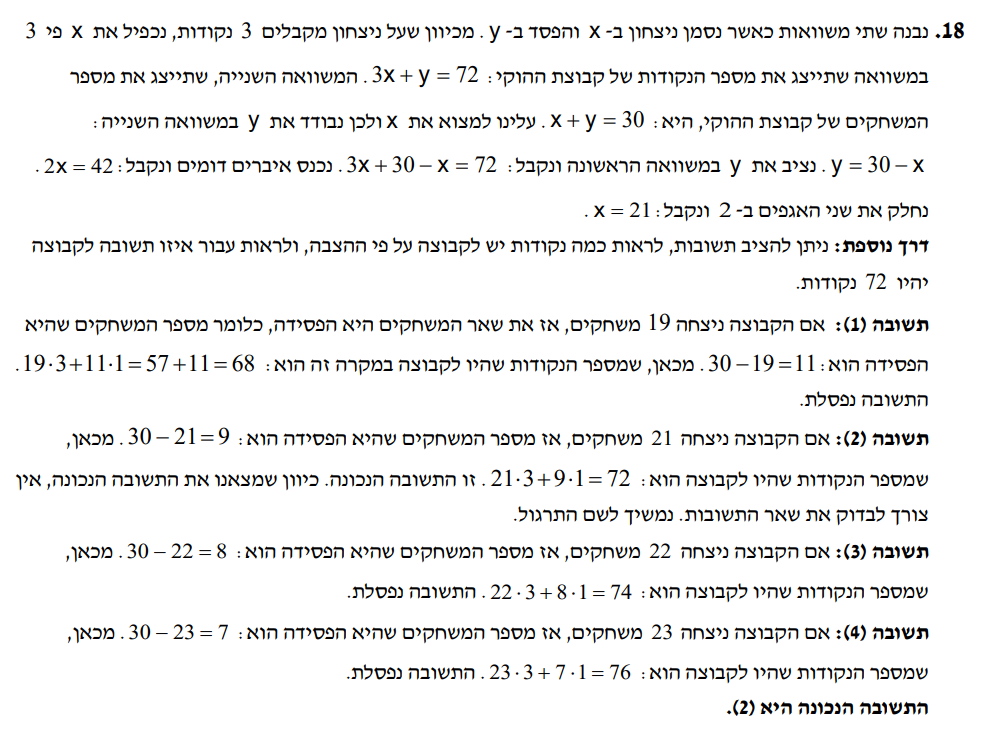 18. נבנה שתי משוואות כאשר נסמן ניצחון ב- x והפסד ב- y . מכיוון שעל ניצחון מקבלים 3 נקודות, נכפיל את x פי 3
במשוואה שתייצג את מספר הנקודות של קבוצת ההוקי: 3x + y = 72 . המשוואה השנייה, שתייצג את מספר
המשחקים של קבוצת ההוקי, היא: x + y = 30 . עלינו למצוא את x ולכן נבודד את y במשוואה השנייה:
y = 30 − x . נציב את y במשוואה הראשונה ונקבל: 3x + 30 − x = 72 . נכנס איברים דומים ונקבל: 2x = 42 .
נחלק את שני האגפים ב- 2 ונקבל: x = 21 .
דרך נוספת: ניתן להציב תשובות, לראות כמה נקודות יש לקבוצה על פי ההצבה, ולראות עבור איזו תשובה לקבוצה
יהיו 72 נקודות.
תשובה (1): אם הקבוצה ניצחה 19 משחקים, אז את שאר המשחקים היא הפסידה, כלומר מספר המשחקים שהיא
הפסידה הוא: 30 − 19 = 11 . מכאן, שמספר הנקודות שהיו לקבוצה במקרה זה הוא: 19·3+11·1 = 57 +11 = 68 .
התשובה נפסלת.
תשובה (2): אם הקבוצה ניצחה 21 משחקים, אז מספר המשחקים שהיא הפסידה הוא: 30 − 21 = 9 . מכאן,
שמספר הנקודות שהיו לקבוצה הוא: 21·3+9·1 = 72 . זו התשובה הנכונה. כיוון שמצאנו את התשובה הנכונה, אין
צורך לבדוק את שאר התשובות. נמשיך לשם התרגול.
תשובה (3): אם הקבוצה ניצחה 22 משחקים, אז מספר המשחקים שהיא הפסידה הוא: 30 − 22 = 8 . מכאן,
שמספר הנקודות שהיו לקבוצה הוא: 22·3+8·1 = 74 . התשובה נפסלת.
תשובה (4): אם הקבוצה ניצחה 23 משחקים, אז מספר המשחקים שהיא הפסידה הוא: 30 − 23 = 7 . מכאן,
שמספר הנקודות שהיו לקבוצה הוא: 23·3+7·1 = 76 . התשובה נפסלת.
התשובה הנכונה היא (2).